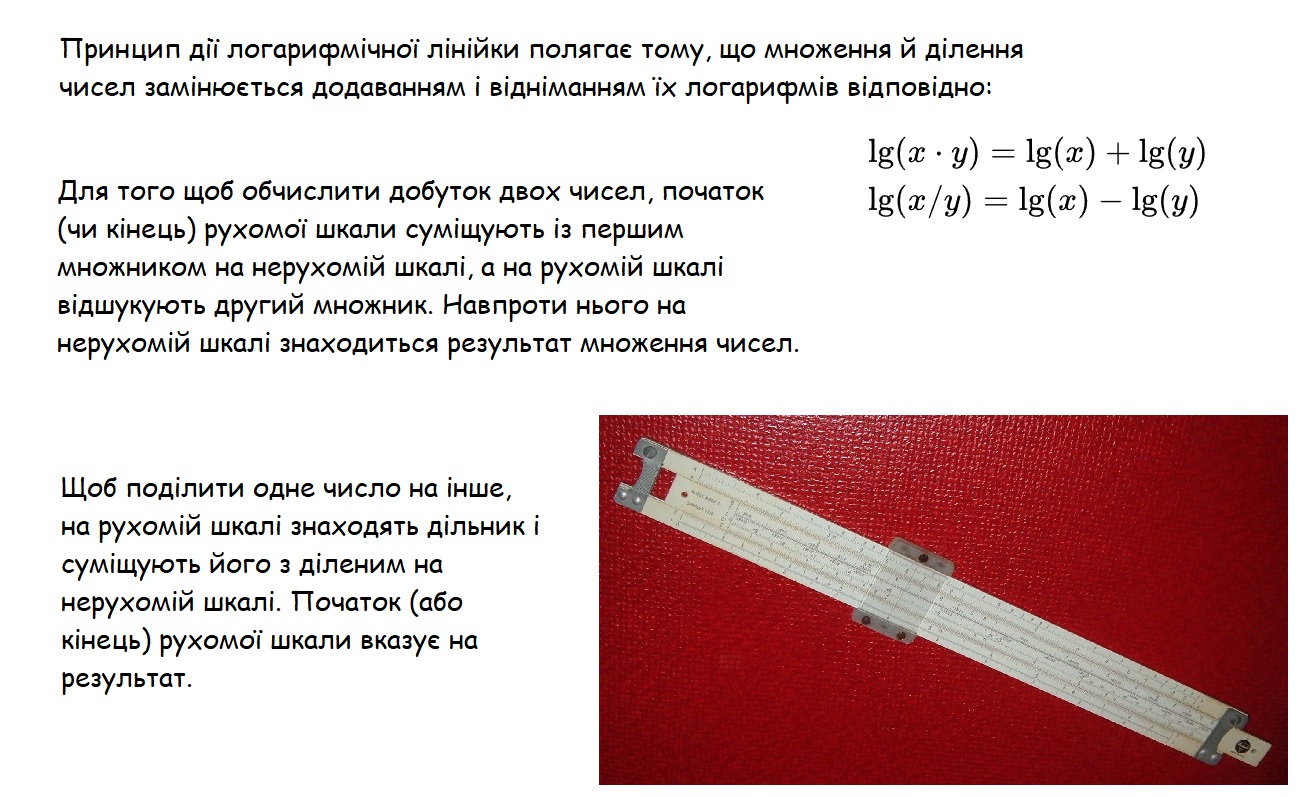 Принцип дії логарифмічної лінійки полягає тому, що множення й ділення
чисел замінюється додаванням і відніманням їх логарифмів відповідно:
lg(x · y) = lg(x) + lg(y)
lg(x/y) = lg(x) − lg(y)
Для того щоб обчислити добуток двох чисел, початок
(чи кінець) рухомої шкали суміщують із першим
множником на нерухомій шкалі, а на рухомій шкалі
відшукують другий множник. Навпроти нього на
нерухомій шкалі знаходиться результат множення чисел.
Щоб поділити одне число на інше,
на рухомій шкалі знаходять дільник і
суміщують його з діленим на
нерухомій шкалі. Початок (або
кінець) рухомої шкали вказує на
результат.